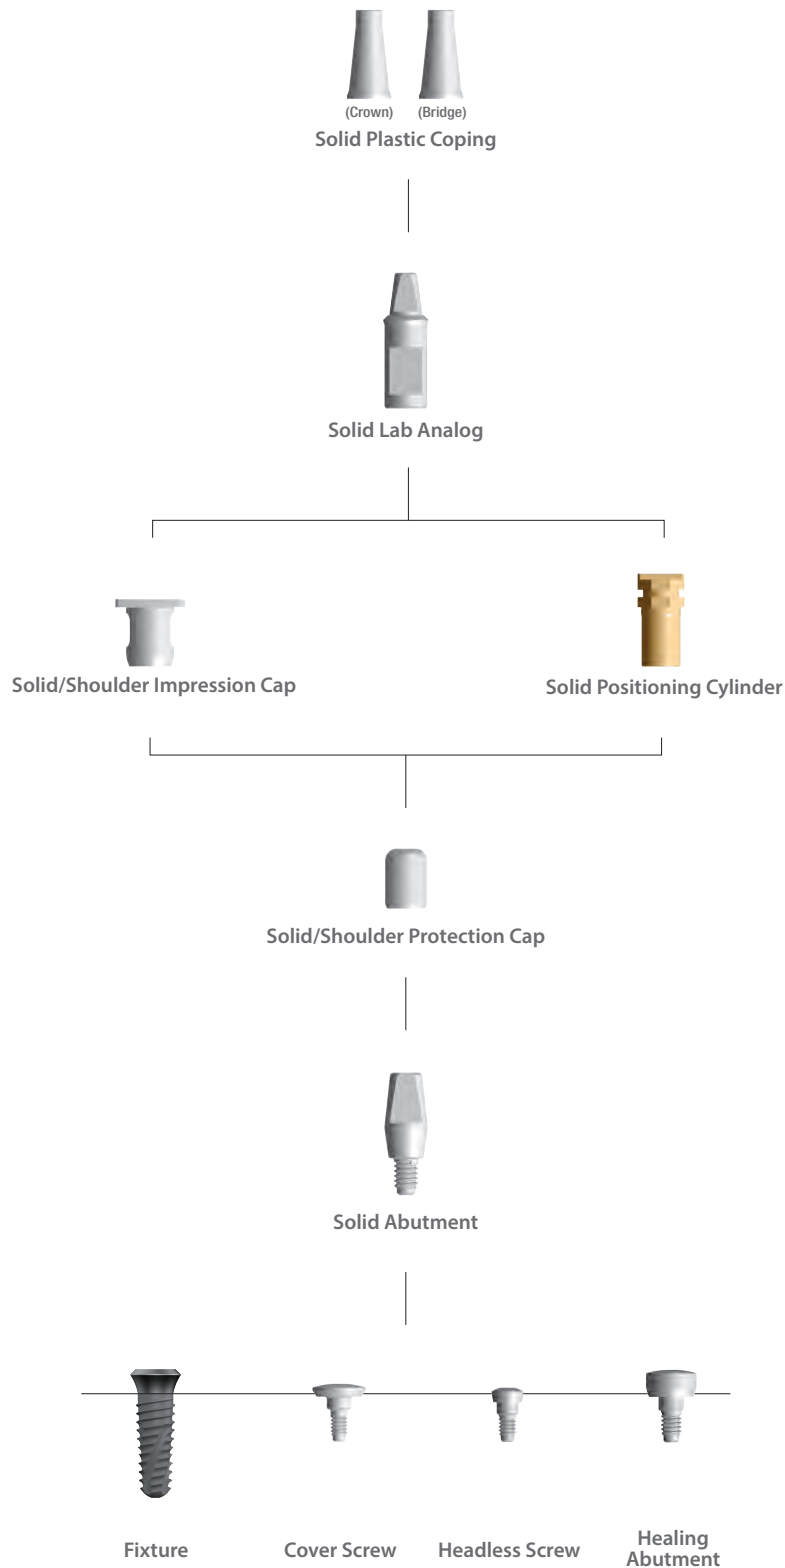 (Crown) (Bridge)
Solid Plastic Coping
Solid Lab Analog
Solid/Shoulder Impression Cap
Solid Positioning Cylinder
Solid/Shoulder Protection Cap
Solid Abutment
Fixture
Cover Screw
Headless Screw
Healing
Abutment